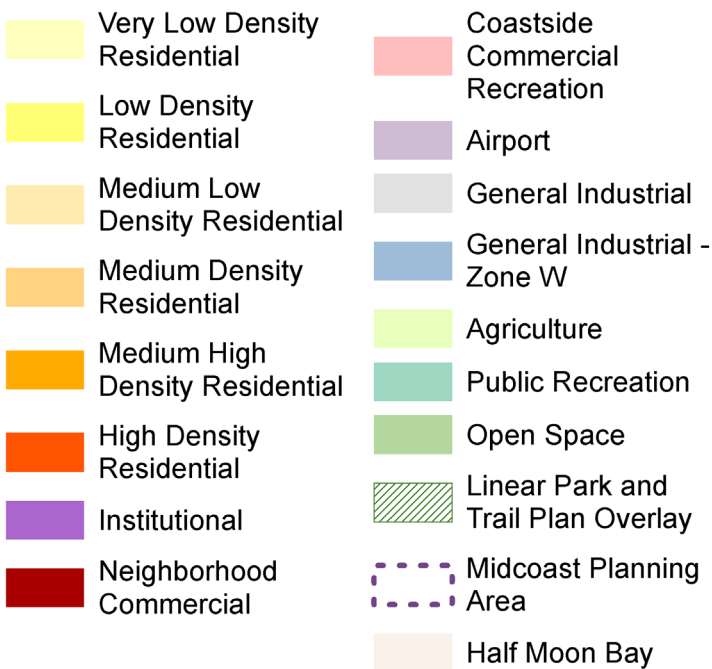 Very Low Density
Residential
Low Density
Residential
Medium Low
Density Residential
Medium Density
Residential
Medium High
Density Residential
High Density
Residential
Institutional
Neighborhood
Commercial
Coastside
Commercial
Recreation
Airport
General Industrial
General Industrial -
Zone W
Agriculture
Public Recreation
Open Space
Linear Park and
Trail Plan Overlay
Midcoast Planning
Area
Half Moon Bay